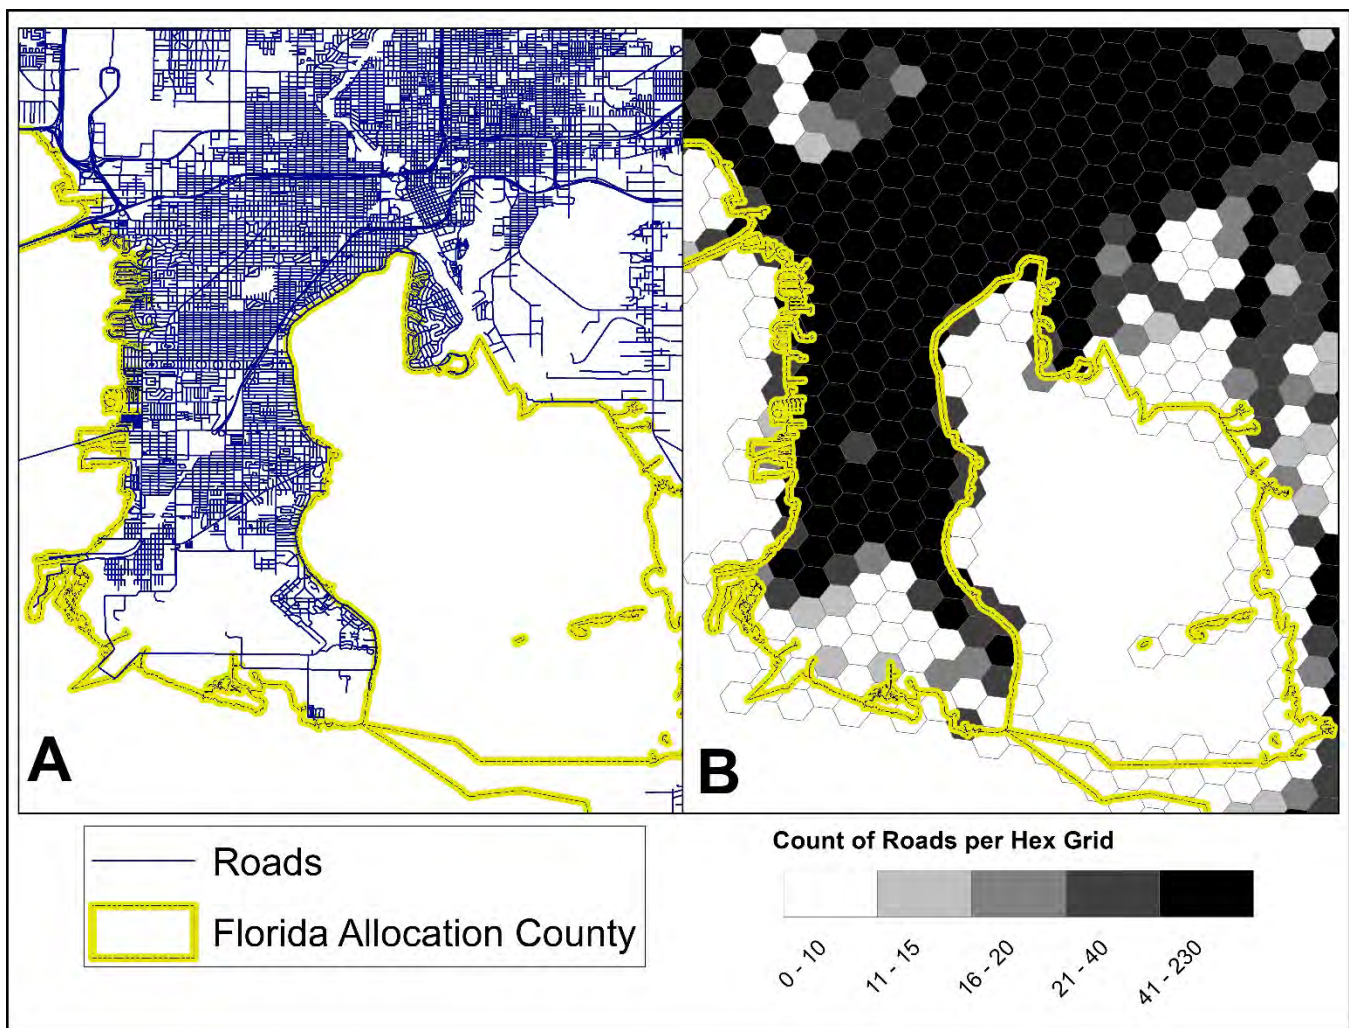 A
B
Roads
Florida Allocation County
Count of Roads per Hex Grid
0 - 10
11 - 15
16 - 20
21 - 40
41 - 230